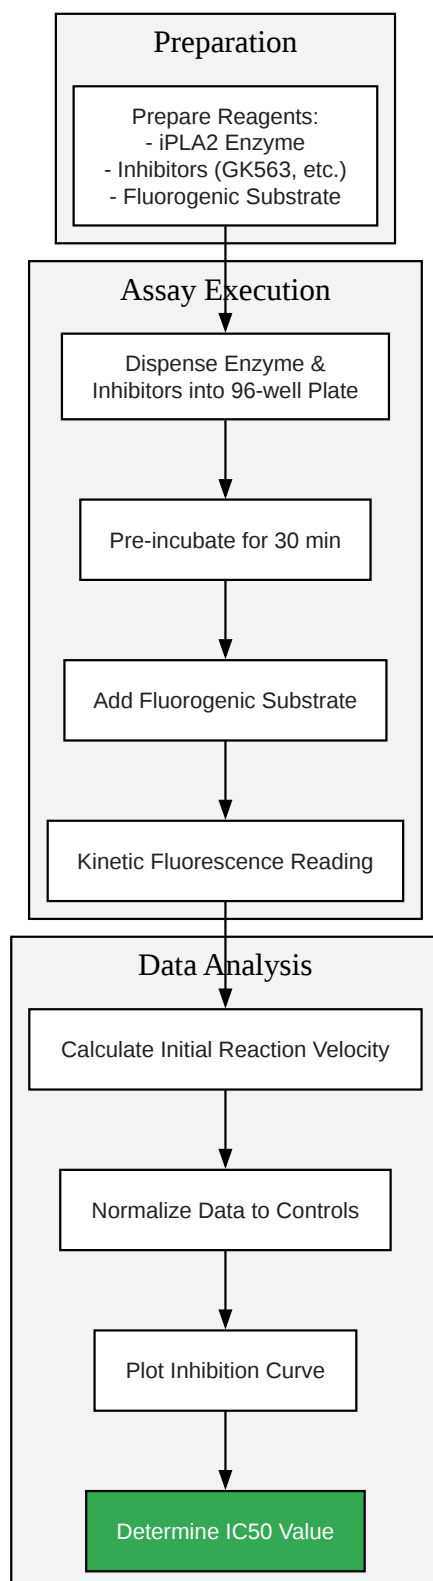 Preparation
Prepare Reagents:
- iPLA2 Enzyme
- Inhibitors (GK563, etc.)
- Fluorogenic Substrate
Assay Execution
Dispense Enzyme &
Inhibitors into 96-well Plate
Pre-incubate for 30 min
Add Fluorogenic Substrate
Kinetic Fluorescence Reading
Data Analysis
Calculate Initial Reaction Velocity
Normalize Data to Controls
Plot Inhibition Curve
Determine IC50 Value